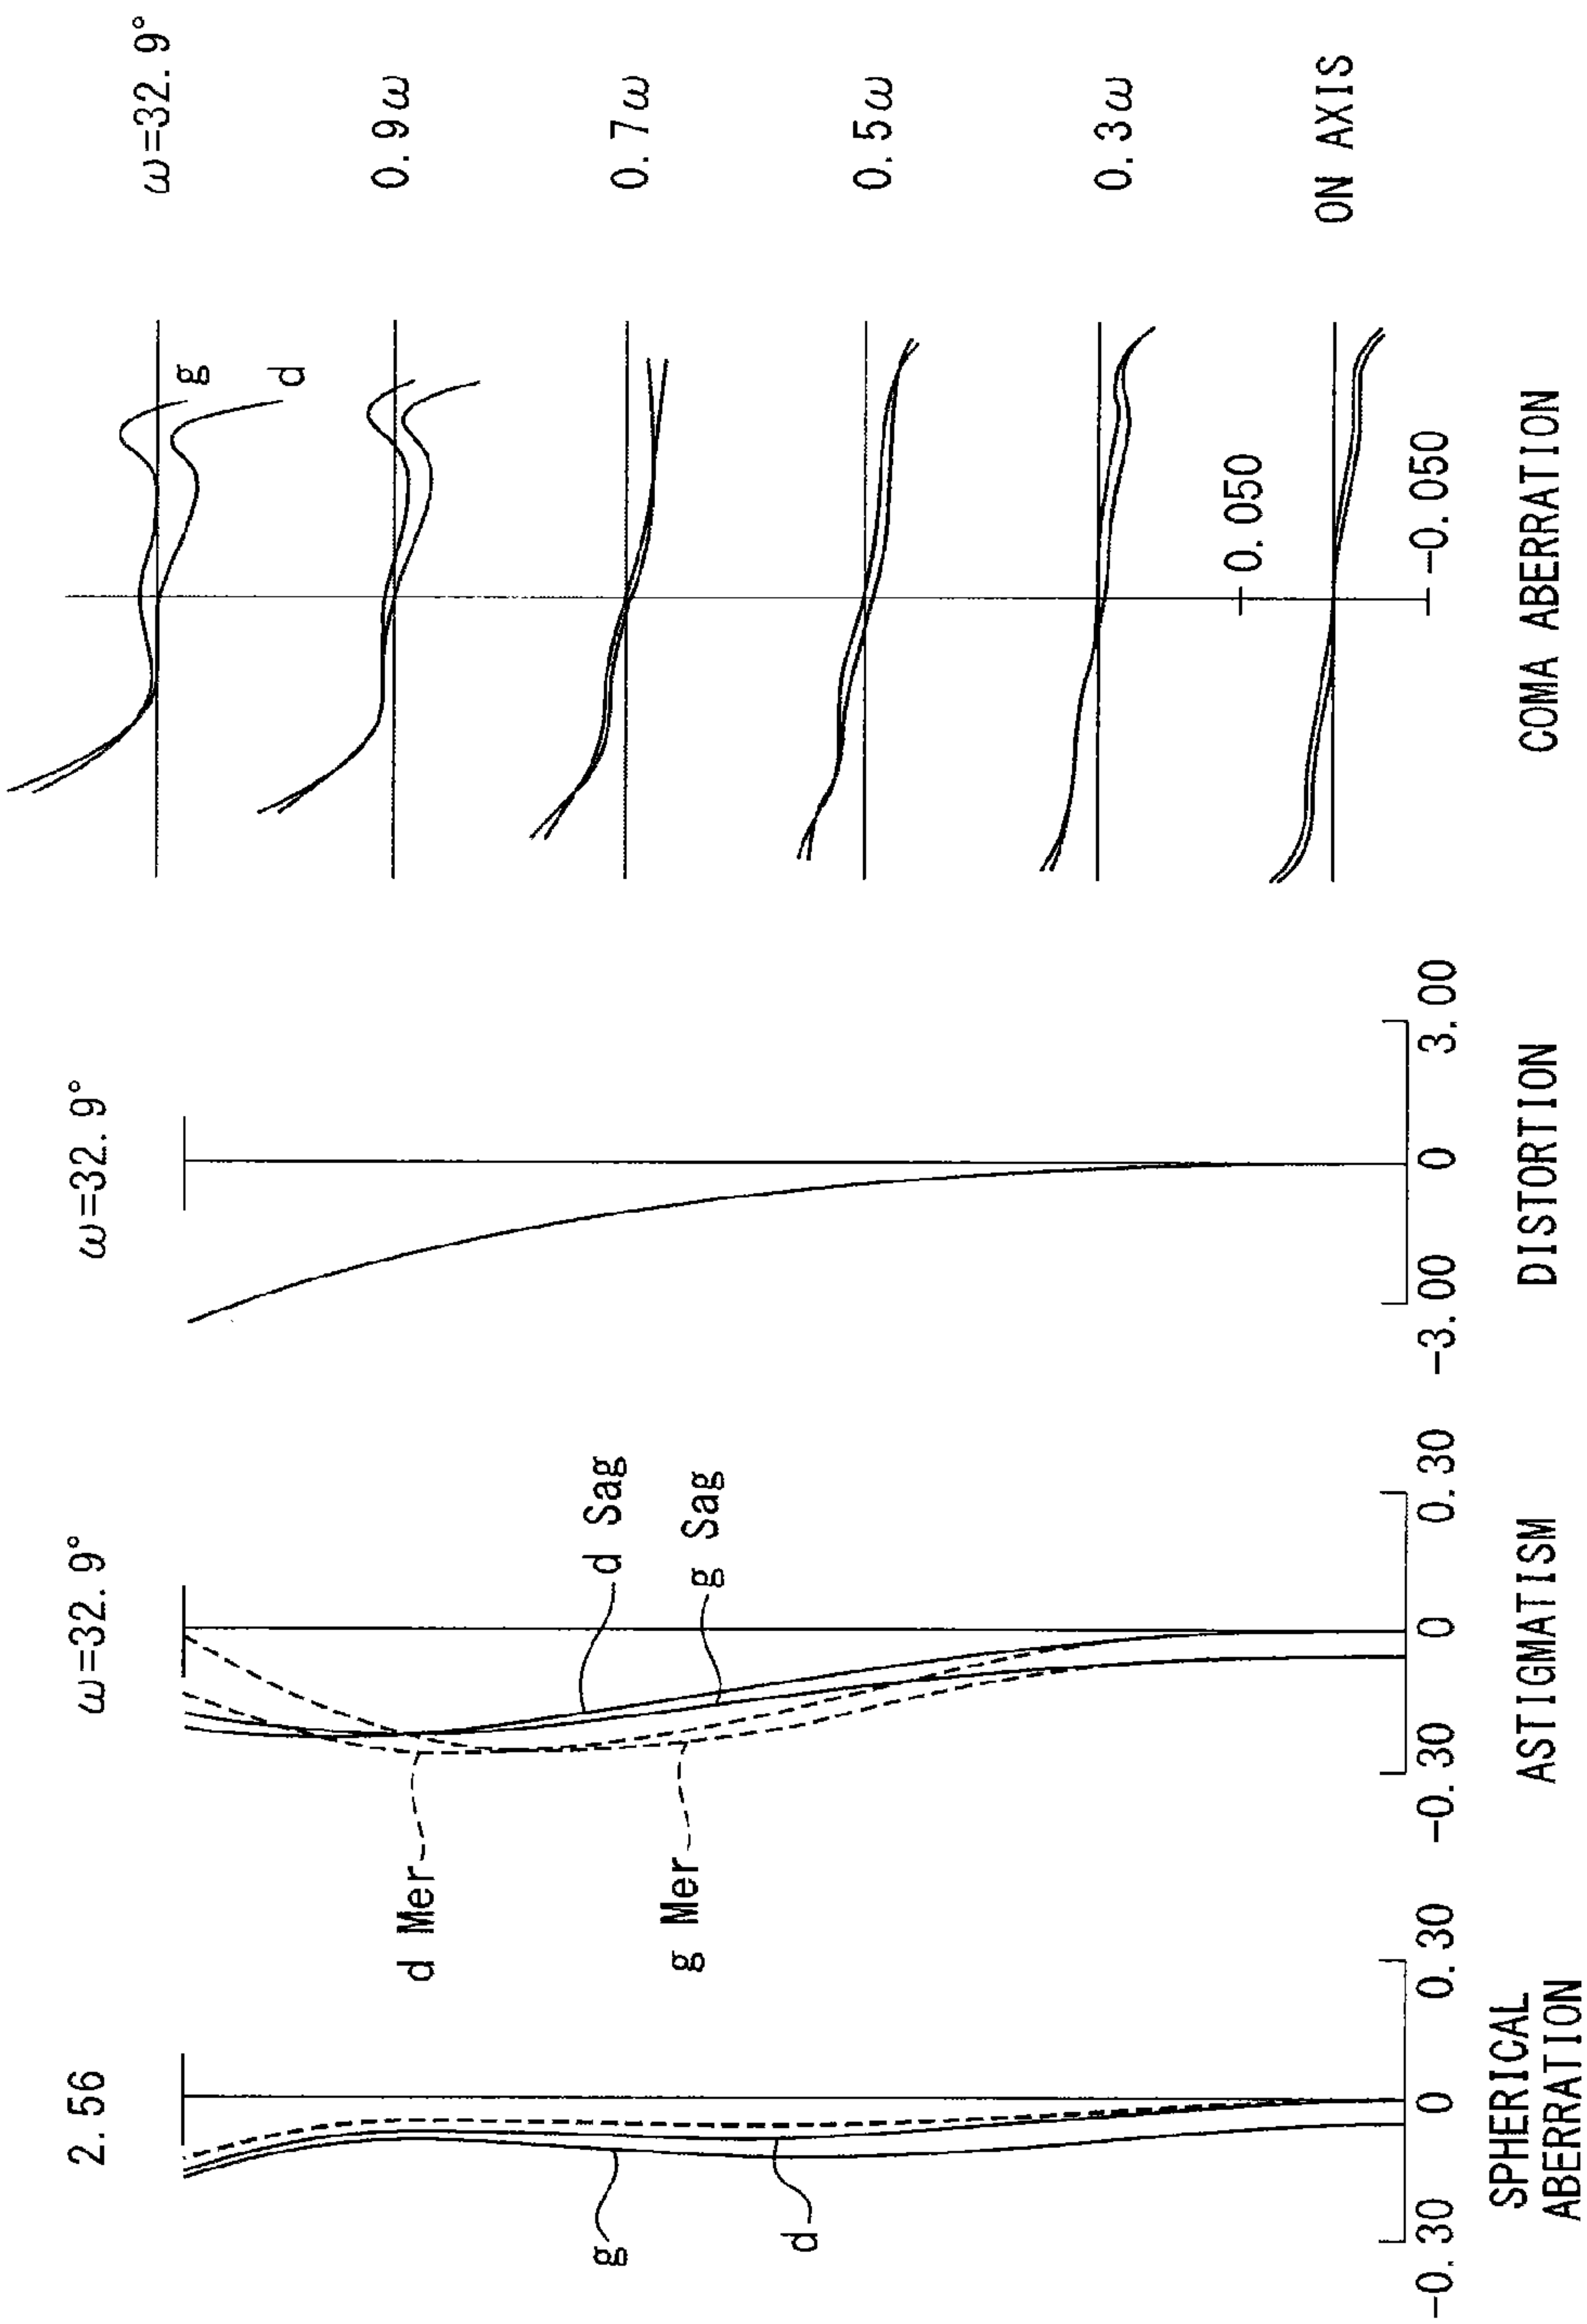 2.56
g
d
-0.30
0
0.30
SPHERICAL
ABERRATION
ω=32.9°
d Sag
g Sag
d Mer
g Mer
-0.30
0
0.30
ASTIGMATISM
ω=32.9°
-3.00
0
3.00
DISTORTION
ω=32.9°
g
d
0.9ω
0.7ω
0.5ω
0.3ω
0.050
ON AXIS
-0.050
COMA ABERRATION